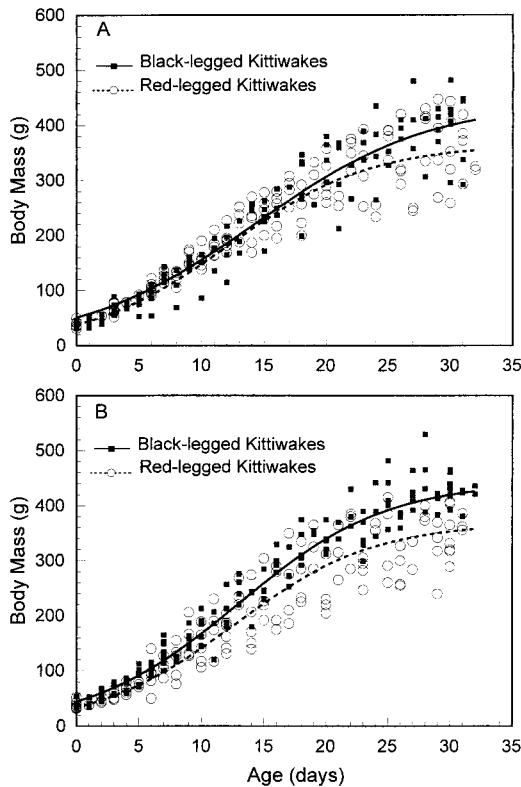 600
A
500
Black-legged Kittiwakes
Red-legged Kittiwakes
400
Body Mass (g)
300
200
100
0
0 5 10 15 20 25 30 35
600
B
500
Black-legged Kittiwakes
Red-legged Kittiwakes
400
Body Mass (g)
300
200
100
0
0 5 10 15 20 25 30 35
Age (days)